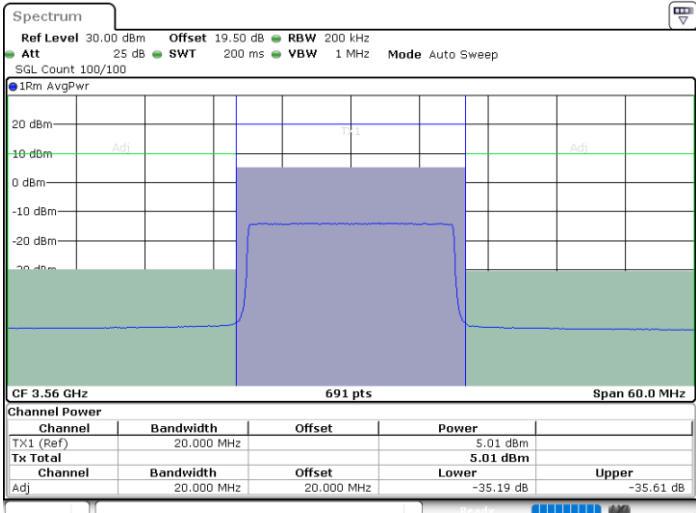 Spectrum
Ref Level 30.00 dBm Offset 19.50 dB RBW 200 kHz
Att 25 dB SWT 200 ms VBW 1 MHz Mode Auto Sweep
SGL Count 100/100
1Rm AvgPwr
20 dBm
TX1
Adj Adj
10 dBm
0 dBm
-10 dBm
-20 dBm
CF 3.56 GHz 691 pts Span 60.0 MHz
Channel Power
Channel Bandwidth Offset Power
TX1 (Ref) 20.000 MHz 5.01 dBm
Tx Total 5.01 dBm
Channel Bandwidth Offset Lower Upper
Adj 20.000 MHz 20.000 MHz -35.19 dB -35.61 dB
Ready